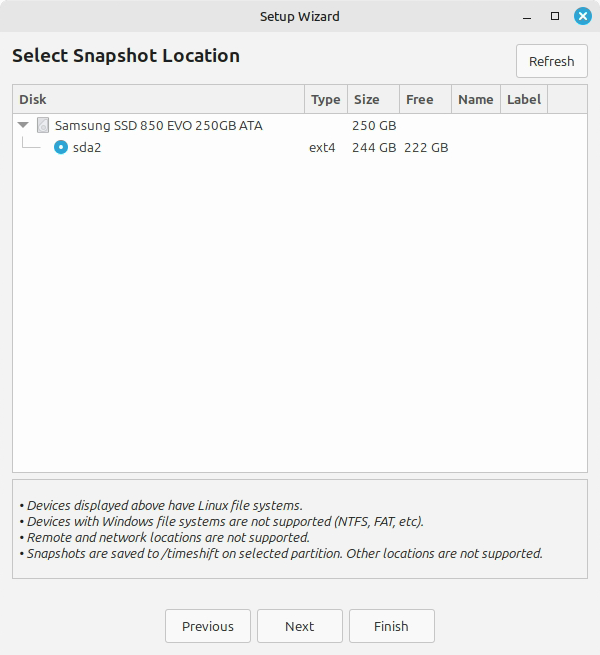 Setup Wizard
Select Snapshot Location
Refresh
Disk Type Size Free Name Label
Samsung SSD 850 EVO 250GB ATA 250 GB
sda2 ext4 244 GB 222 GB
• Devices displayed above have Linux file systems.
• Devices with Windows file systems are not supported (NTFS, FAT, etc).
• Remote and network locations are not supported.
• Snapshots are saved to /timeshift on selected partition. Other locations are not supported.
Previous Next Finish